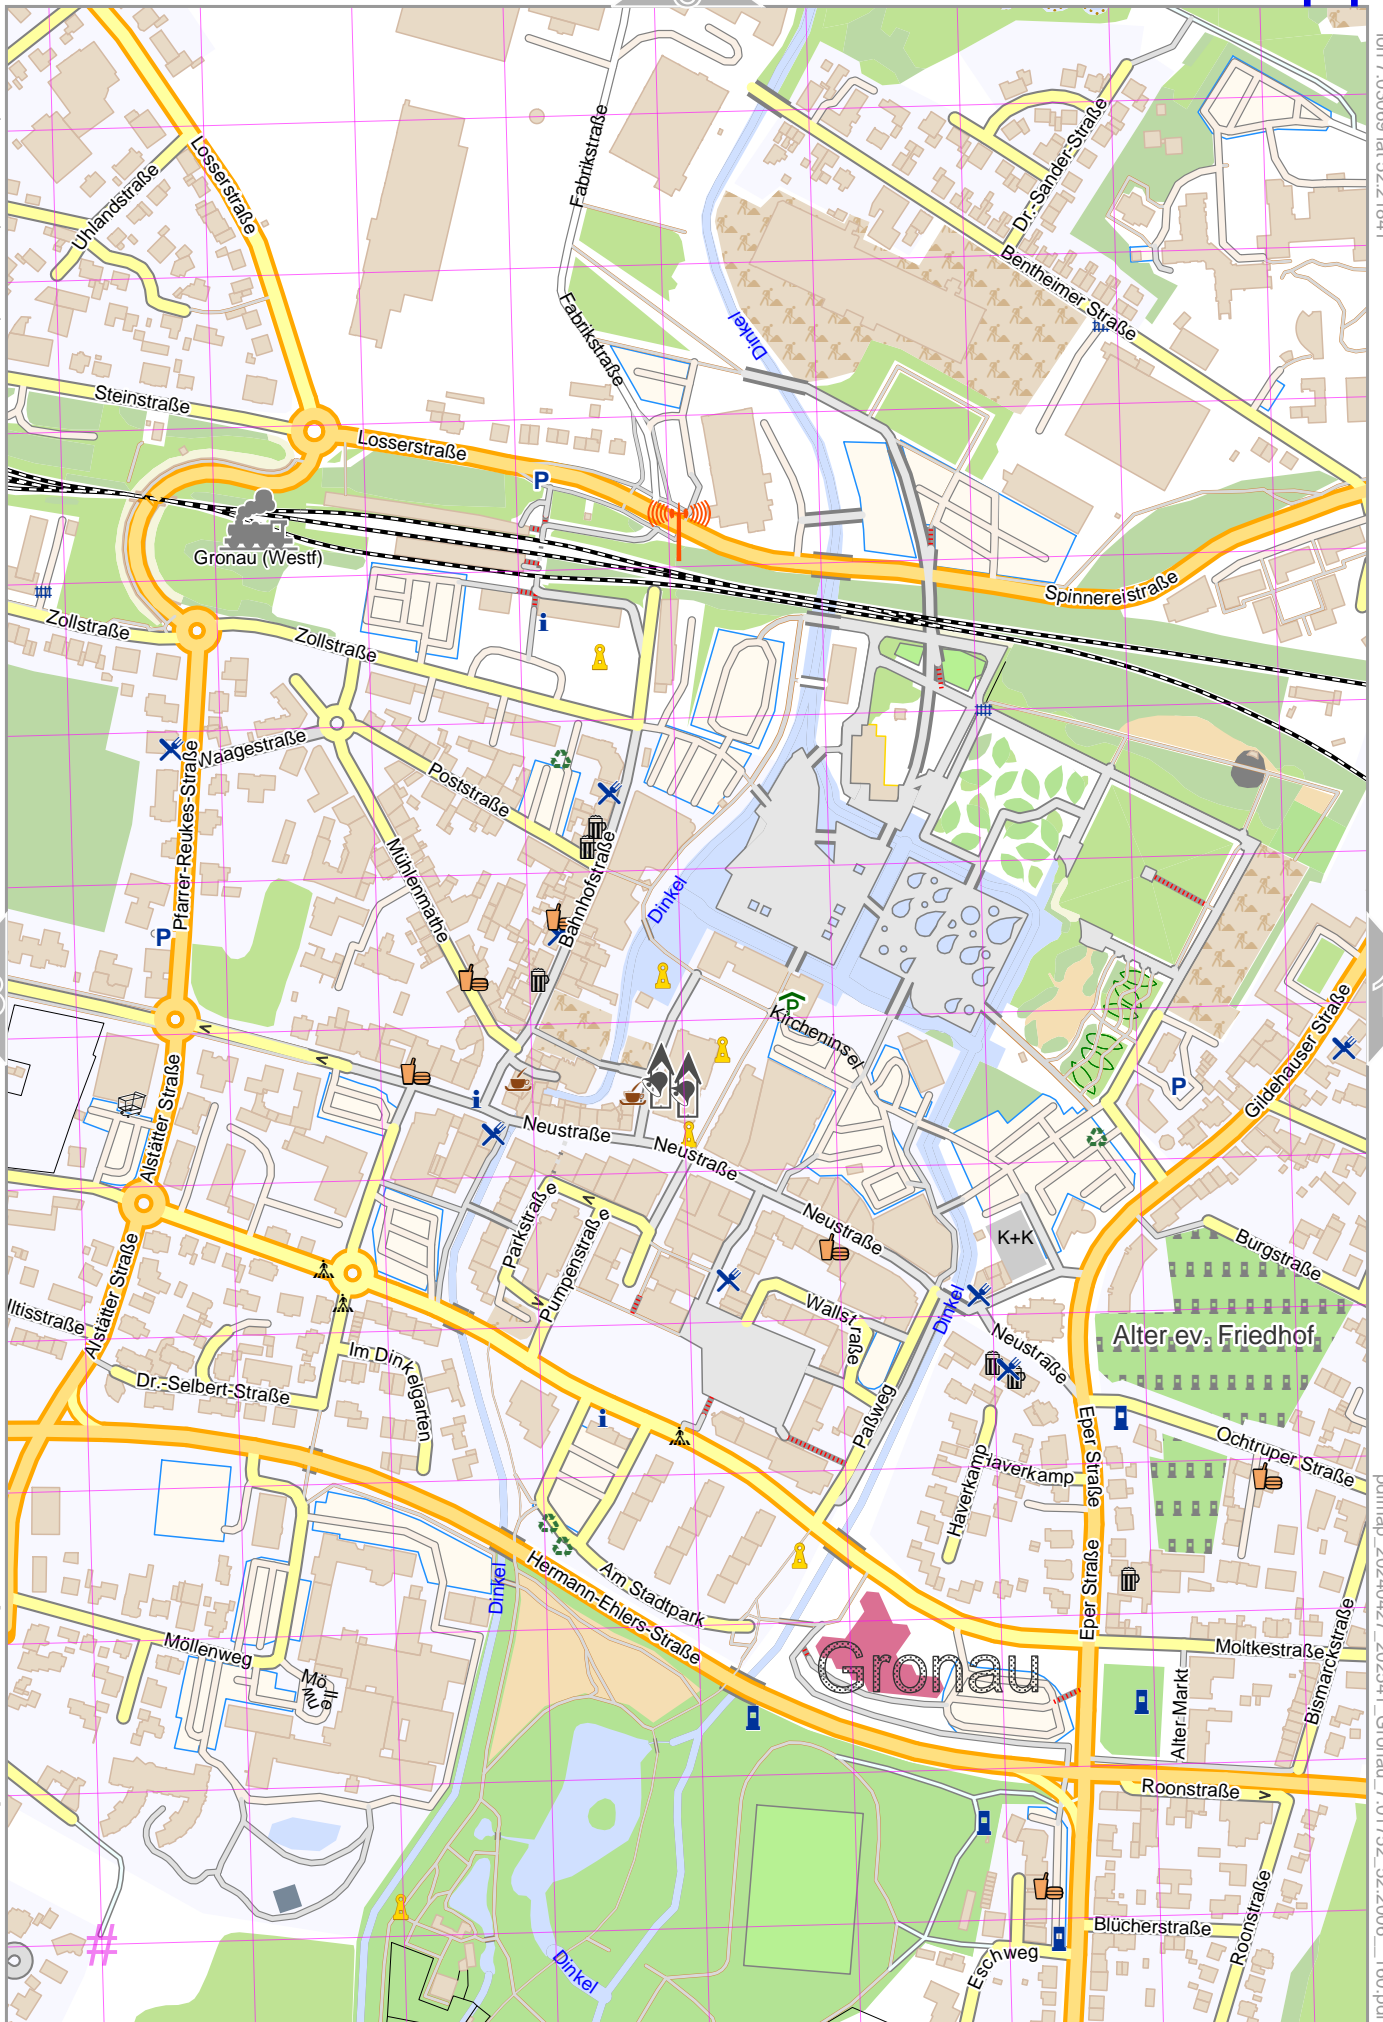 Losserstraße
Uhlandstraße
Fabrikstraße
Dr.-Sander-Straße
Bentheimer Straße
Fabrikstraße
Dinkel
Steinstraße
Losserstraße
P
Gronau (Westf)
Spinnereistraße
Zollstraße
Zollstraße
i
Waagestraße
Poststraße
Pfarrer-Reukes-Straße
Mühlenmathe
Bahnhofstraße
Dinkel
P
P
Kircheninsel
Gildehauser Straße
P
Alstätter Straße
i
Neustraße
Neustraße
Parkstraße
Pumpenstraße
Neustraße
K+K
Burgstraße
Alstätter Straße
Wallstraße
Dinkel
Neustraße
Alter ev. Friedhof
Im Dinkelgarten
Dr.-Selbert-Straße
Paßweg
i
Eper Straße
Ochtruper Straße
Haverkamp
Haverkamp
Hermann-Ehlers-Straße
Am Stadtpark
Dinkel
Eper Straße
Möllenweg
Gronau
Moltkestraße
Bismarckstraße
Alter Markt
Roonstraße
Blücherstraße
Roonstraße
Eschweg
Dinkel
#